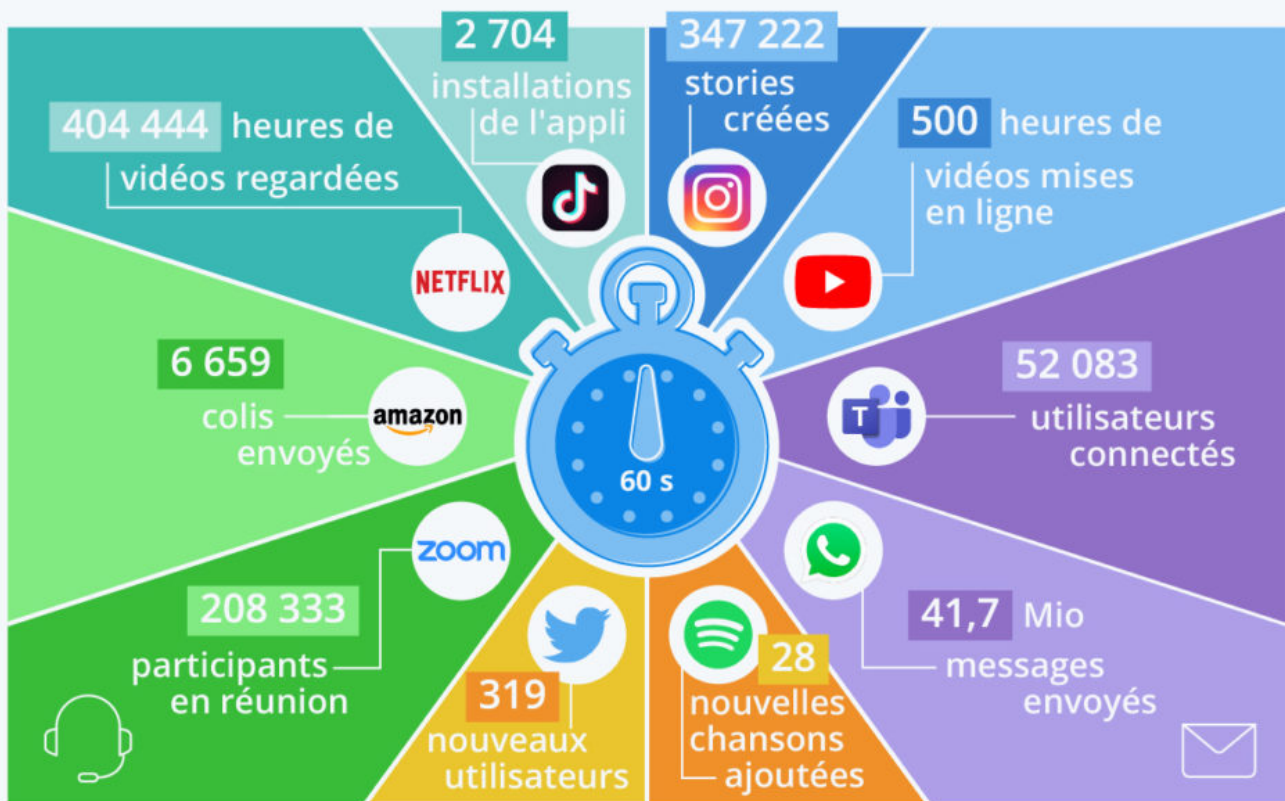 2 704
installations
de l'appli
347 222
stories
créées
404 444 heures de
vidéos regardées
500 heures de
vidéos mises
en ligne
NETFLIX
6 659
colis
envoyés
amazon
52 083
utilisateurs
connectés
T
60 s
zoom
208 333
participants
en réunion
319
nouveaux
utilisateurs
28
nouvelles
chansons
ajoutées
41,7 Mio
messages
envoyés